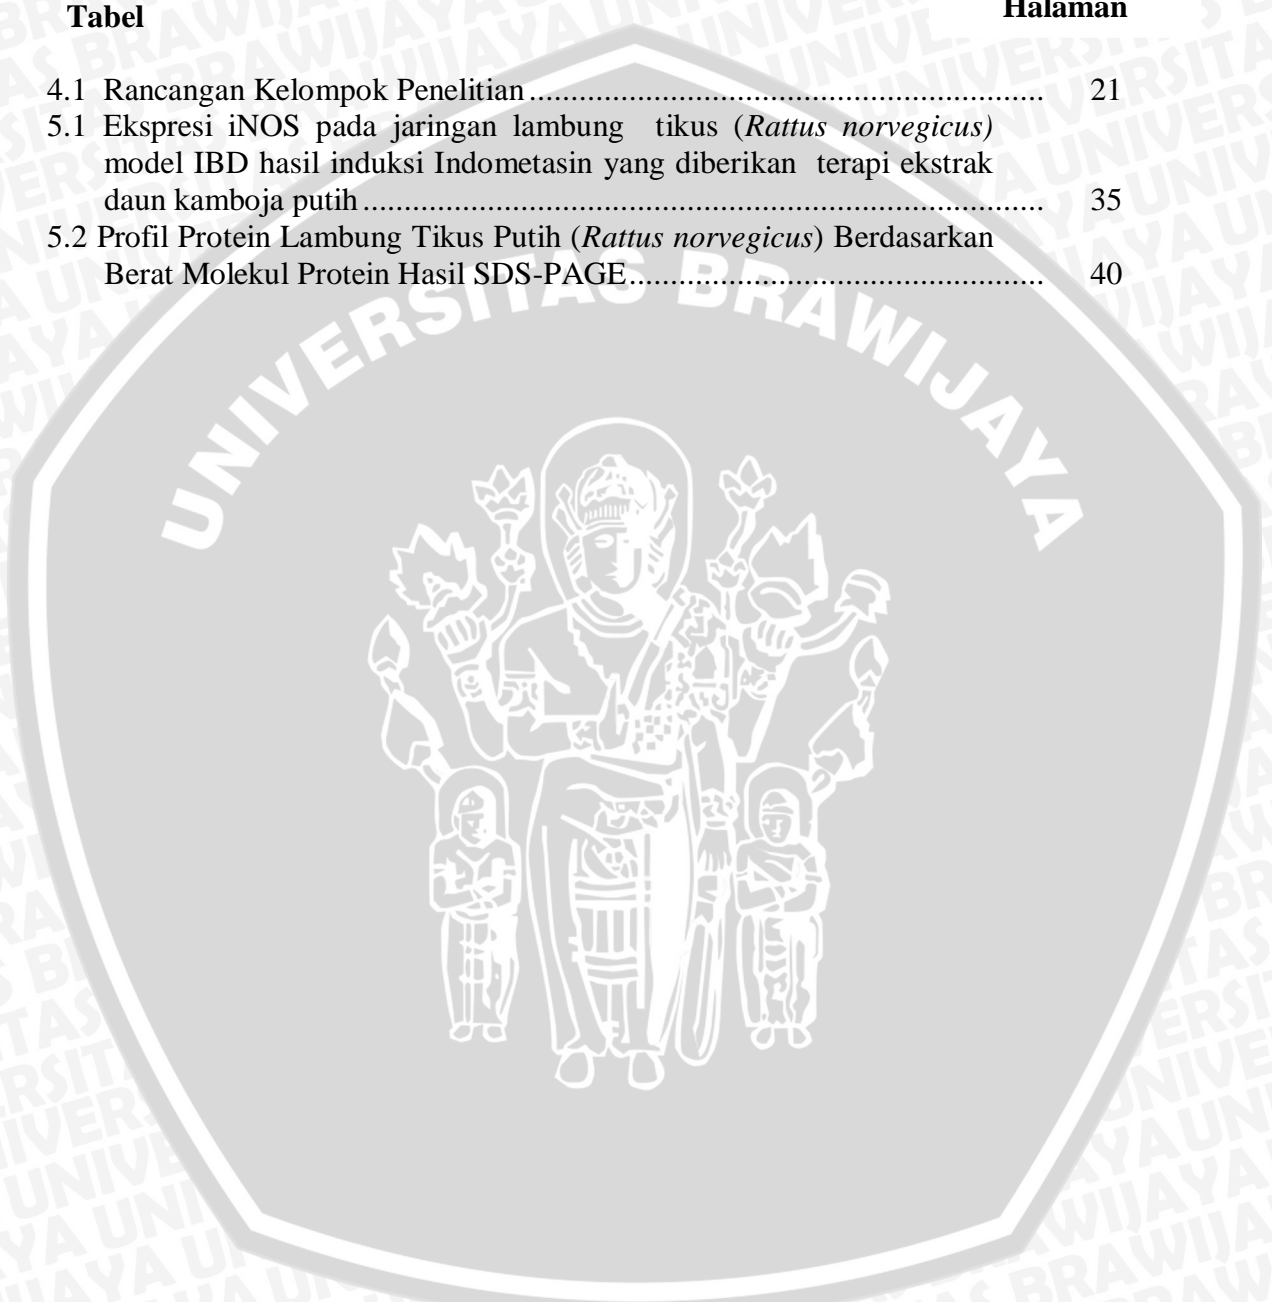 Tabel Halaman
4.1 Rancangan Kelompok Penelitian.............................................................. 21
5.1 Ekspresi iNOS pada jaringan lambung tikus (Rattus norvegicus)
model IBD hasil induksi Indometasin yang diberikan terapi ekstrak
daun kamboja putih.................................................................................. 35
5.2 Profil Protein Lambung Tikus Putih (Rattus norvegicus) Berdasarkan
Berat Molekul Protein Hasil SDS-PAGE.................................................. 40
UNIVERSITAS BRAWIJAYA